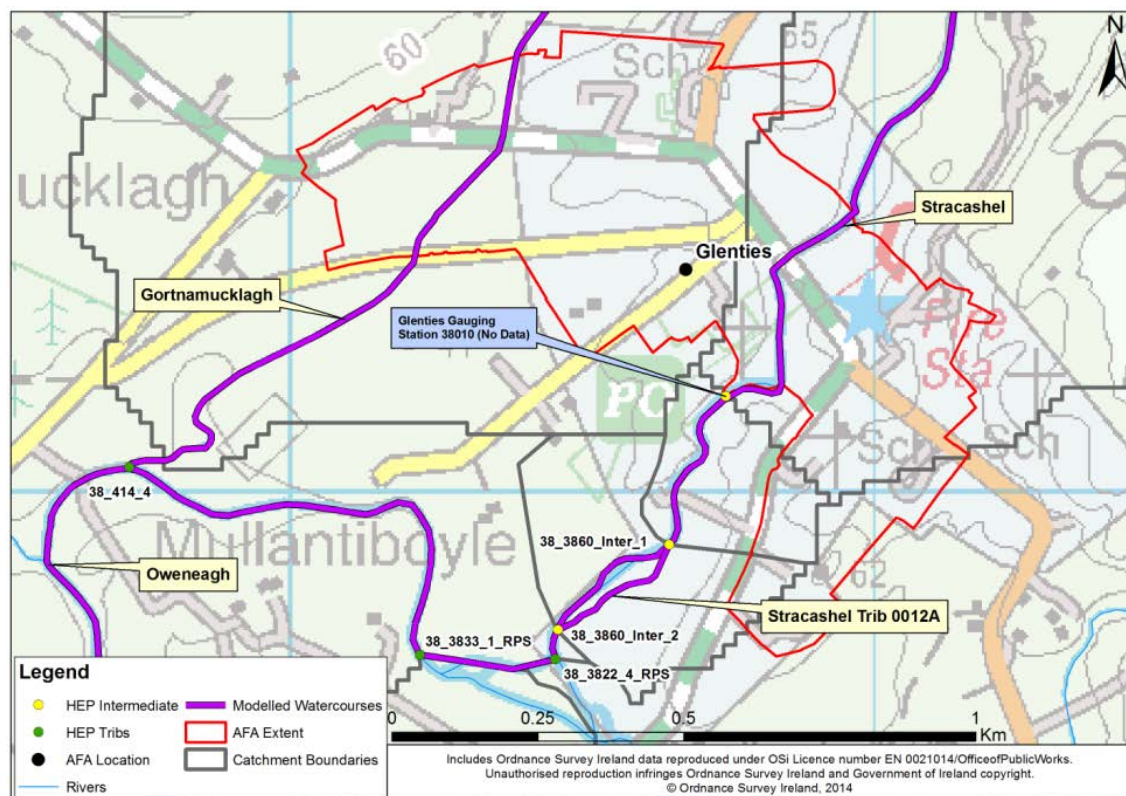 60
Sch
65
N
ucklagh
G
Stracashel
Glenties
Gortnamucklagh
Glenties Gauging
Station 38010 (No Data)
Fire
Sta
PO
Sch
Sch
38_414_4
Mullantiboyle
38_3860_Inter_1
62
Oweneagh
Stracashel Trib 0012A
38_3833_1_RPS
38_3860_Inter_2
38_3822_4_RPS
Legend
HEP Intermediate
Modelled Watercourses
HEP Tribs
AFA Extent
AFA Location
Catchment Boundaries
Rivers
0
0.25
0.5
1
Km
Includes Ordnance Survey Ireland data reproduced under OSi Licence number EN 0021014/OfficeofPublicWorks.
Unauthorised reproduction infringes Ordnance Survey Ireland and Government of Ireland copyright.
© Ordnance Survey Ireland, 2014